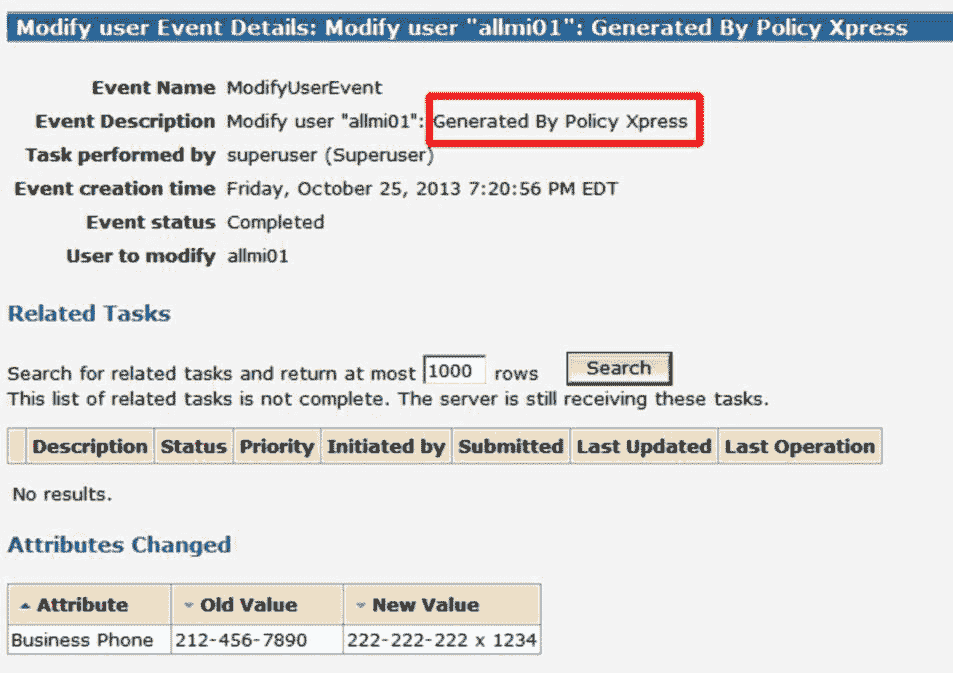 Modify user Event Details: Modify user "allmi01": Generated By Policy Xpress
Event Name ModifyUserEvent
Event Description Modify user "allmi01": Generated By Policy Xpress
Task performed by superuser (Superuser)
Event creation time Friday, October 25, 2013 7:20:56 PM EDT
Event status Completed
User to modify allmi01
Related Tasks
Search for related tasks and return at most 1000 rows Search
This list of related tasks is not complete. The server is still receiving these tasks.
Description Status Priority Initiated by Submitted Last Updated Last Operation
No results.
Attributes Changed
Attribute Old Value New Value
Business Phone 212-456-7890 222-222-222 x 1234